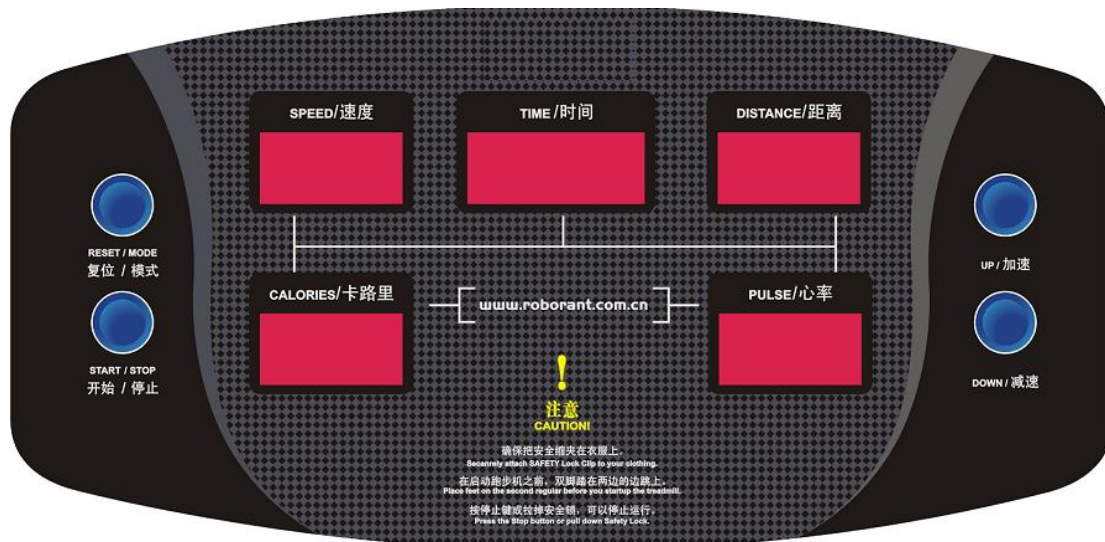 SPEED/速度
TIME/时间
DISTANCE/距离
RESET / MODE
复位 / 模式
UP / 加速
CALORIES/卡路里
www.roborant.com.cn
PULSE/心率
START / STOP
开始 / 停止
DOWN / 减速
!
注意
CAUTION!
确保把安全缩夹在衣服上。
Secanrely attach SAFETY Lock Clip to your clothing.
在启动跑步机之前，双脚踏在两边的边跳上。
Place feet on the second regular before you startup the treadmill.
按停止键或拉掉安全锁，可以停止运行。
Press the Stop button or pull down Safety Lock.